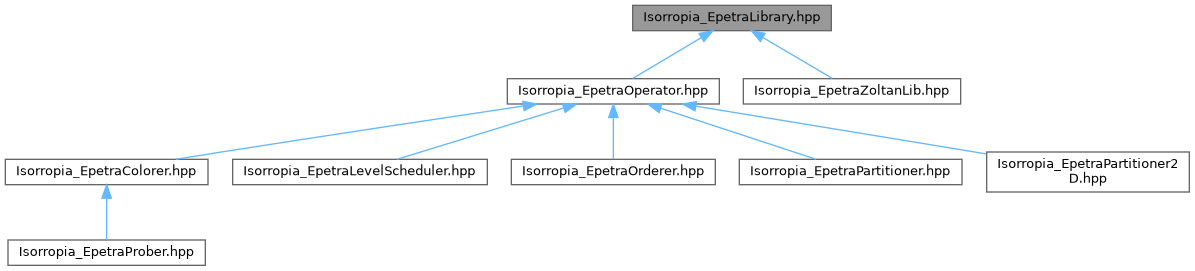 Isorropia_EpetraLibrary.hpp
Isorropia_EpetraOperator.hpp
Isorropia_EpetraZoltanLib.hpp
Isorropia_EpetraColorer.hpp
Isorropia_EpetraLevelScheduler.hpp
Isorropia_EpetraOrderer.hpp
Isorropia_EpetraPartitioner.hpp
Isorropia_EpetraPartitioner2
D.hpp
Isorropia_EpetraProber.hpp